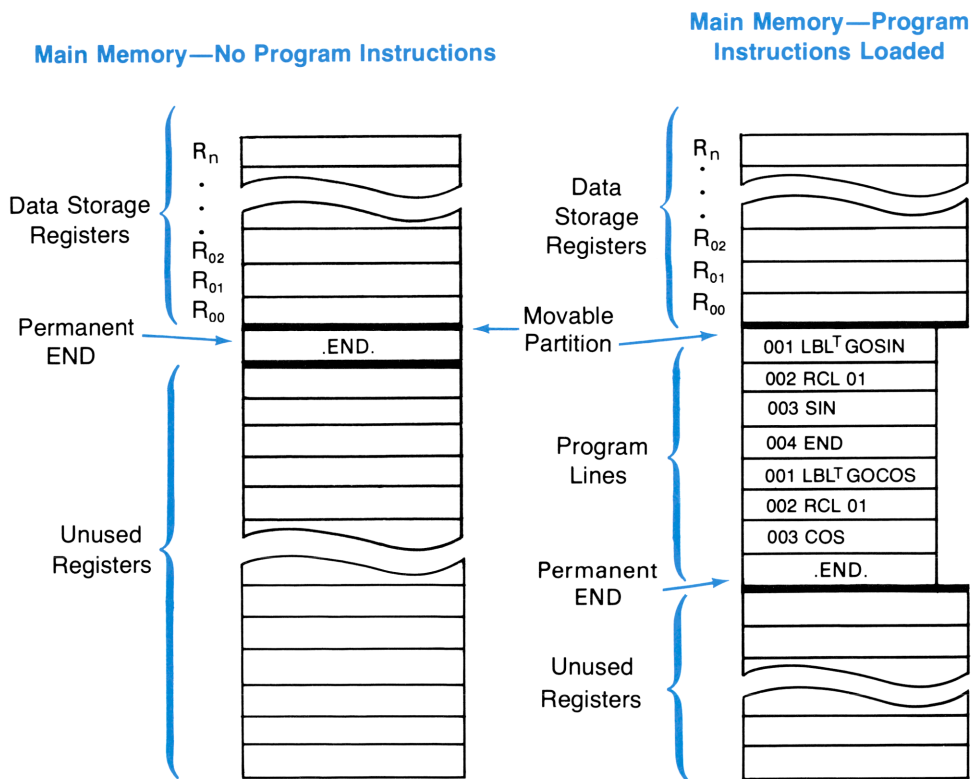 Main Memory—No Program Instructions
Data Storage
Registers
Rn
.
.
.
R02
R01
R00
Permanent
END
.END.
Unused
Registers
Movable
Partition
Main Memory—Program
Instructions Loaded
Data
Storage
Registers
Rn
.
.
.
R02
R01
R00
Program
Lines
001 LBLᵀ GOSIN
002 RCL 01
003 SIN
004 END
001 LBLᵀ GOCOS
002 RCL 01
003 COS
.END.
Permanent
END
Unused
Registers